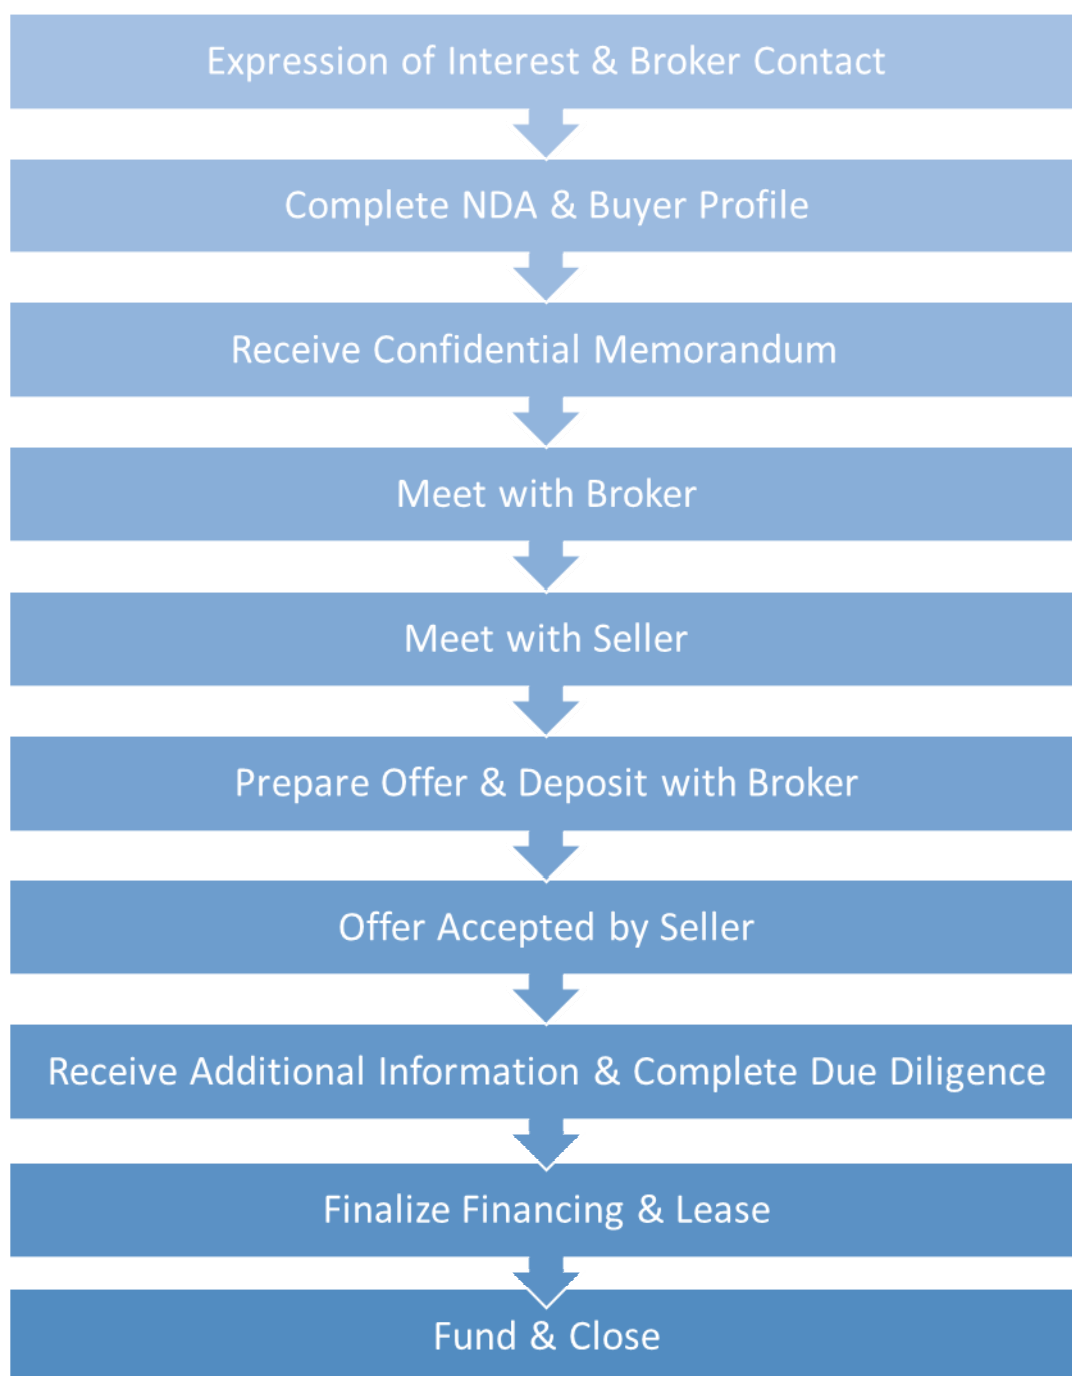 Expression of Interest & Broker Contact
Complete NDA & Buyer Profile
Receive Confidential Memorandum
Meet with Broker
Meet with Seller
Prepare Offer & Deposit with Broker
Offer Accepted by Seller
Receive Additional Information & Complete Due Diligence
Finalize Financing & Lease
Fund & Close